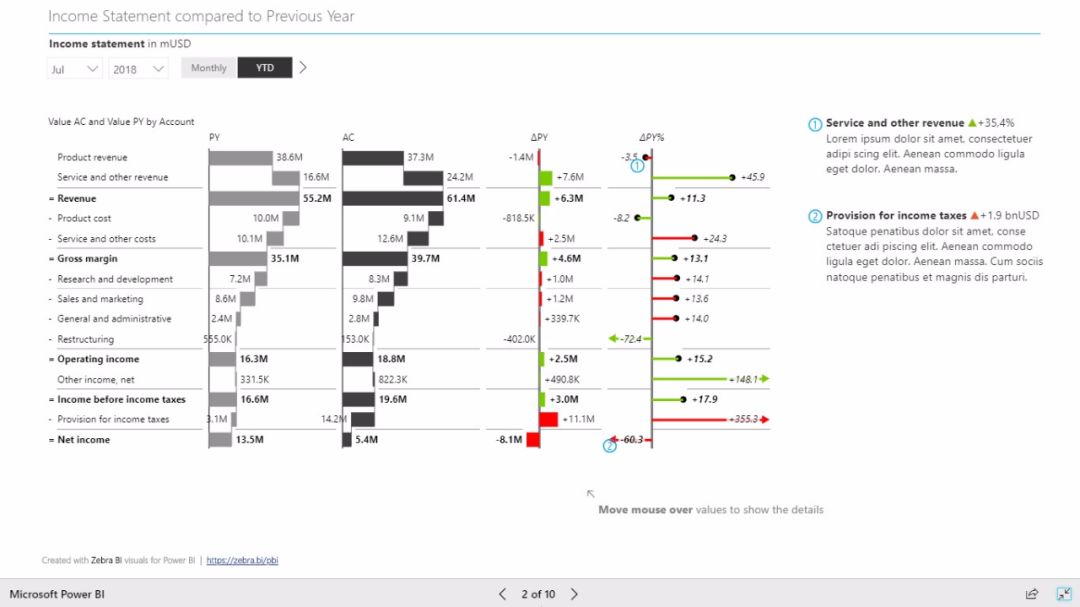 Income Statement compared to Previous Year
Income statement in mUSD
Jul 2018 Monthly YTD
Value AC and Value PY by Account
PY AC ΔPY ΔPY%
Product revenue 38.6M 37.3M -1.4M -3.5
1
Service and other revenue 16.6M 24.2M +7.6M +45.9
= Revenue 55.2M 61.4M +6.3M +11.3
- Product cost 10.0M 9.1M -818.5K -8.2
- Service and other costs 10.1M 12.6M +2.5M +24.3
= Gross margin 35.1M 39.7M +4.6M +13.1
- Research and development 7.2M 8.3M +1.0M +14.1
- Sales and marketing 8.6M 9.8M +1.2M +13.6
- General and administrative 2.4M 2.8M +339.7K +14.0
- Restructuring 555.0K 153.0K -402.0K -72.4
= Operating income 16.3M 18.8M +2.5M +15.2
Other income, net 331.5K 822.3K +490.8K +148.1
= Income before income taxes 16.6M 19.6M +3.0M +17.9
- Provision for income taxes 3.1M 14.2M +11.1M +355.3
= Net income 13.5M 5.4M -8.1M -60.3
2
1 Service and other revenue ▲+35.4%
Lorem ipsum dolor sit amet, consectetuer
adipi scing elit. Aenean commodo ligula
eget dolor. Aenean massa.
2 Provision for income taxes ▲+1.9 bnUSD
Satoque penatibus dolor sit amet, conse
ctetuer adi piscing elit. Aenean commodo
ligula eget dolor. Aenean massa. Cum sociis
natoque penatibus et magnis dis parturi.
Move mouse over values to show the details
Created with Zebra BI visuals for Power BI | https://zebra.bi/pbi
Microsoft Power BI 2 of 10